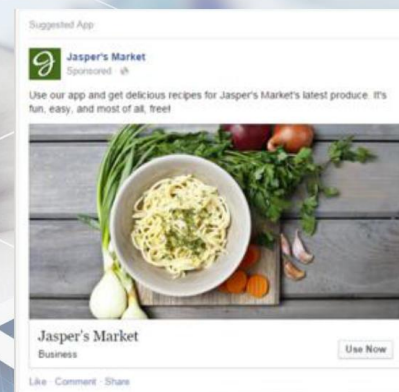 Suggested App
Jasper's Market
Sponsored ·
Use our app and get delicious recipes for Jasper's Market's latest produce. It's
fun, easy, and most of all, free!
Jasper's Market
Business
Use Now
Like · Comment · Share